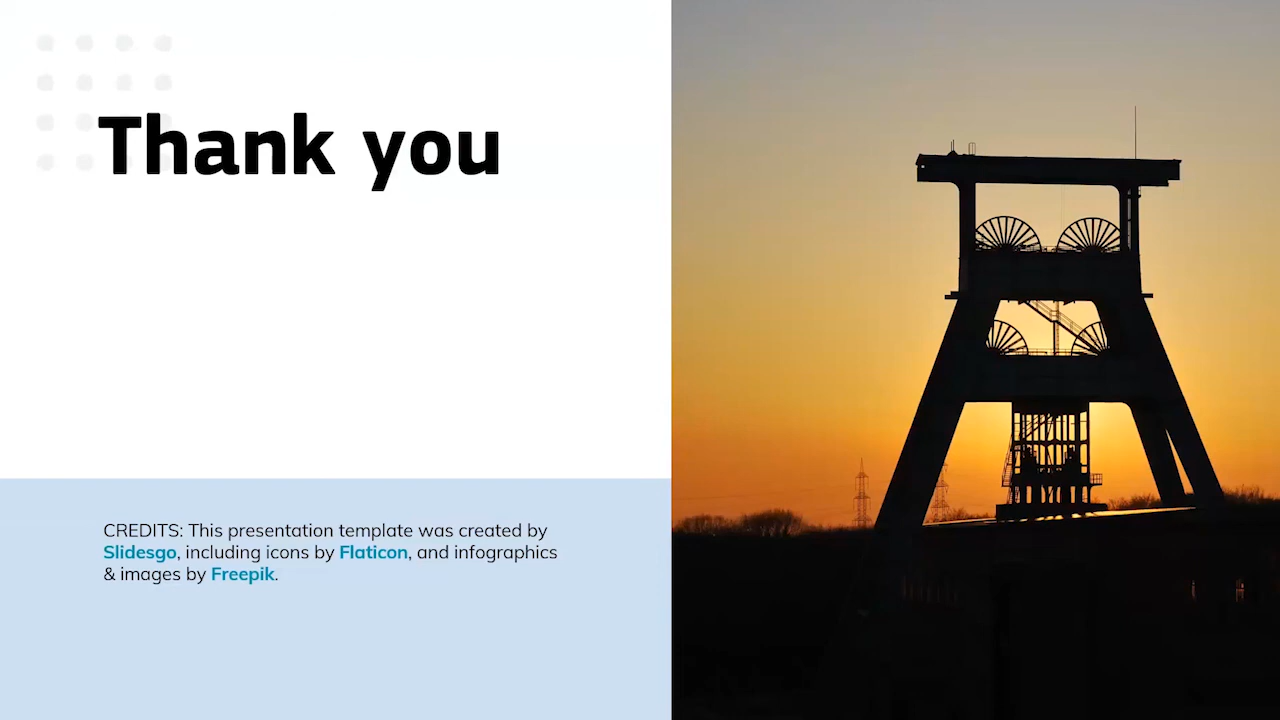 Thank you
CREDITS: This presentation template was created by
Slidesgo, including icons by Flaticon, and infographics
& images by Freepik.